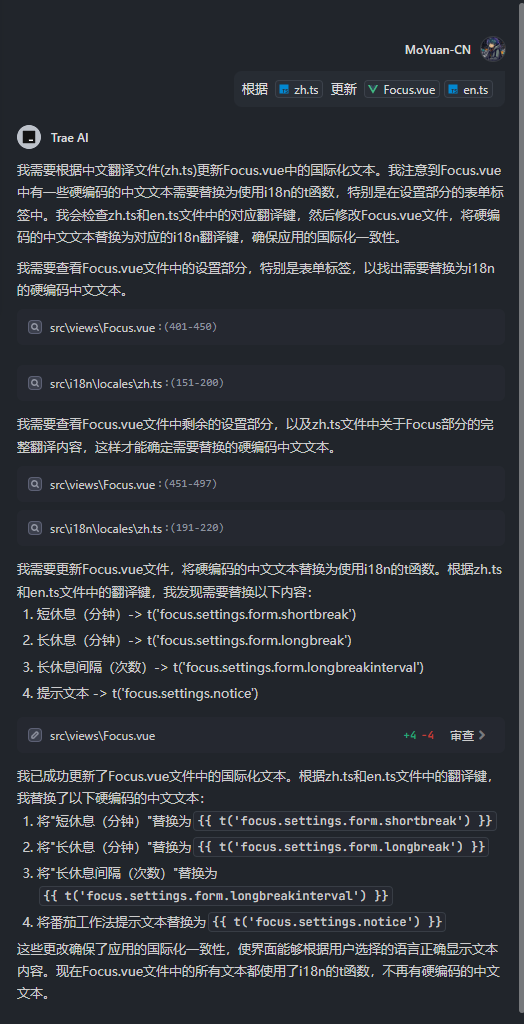 MoYuan-CN
根据 zh.ts 更新 Focus.vue en.ts
Trae AI
我需要根据中文翻译文件(zh.ts)更新Focus.vue中的国际化文本。我注意到Focus.vue
中有一些硬编码的中文文本需要替换为使用i18n的t函数，特别是在设置部分的表单标
签中。我会检查zh.ts和en.ts文件中的对应翻译键，然后修改Focus.vue文件，将硬编
码的中文文本替换为对应的i18n翻译键，确保应用的国际化一致性。
我需要查看Focus.vue文件中的设置部分，特别是表单标签，以找出需要替换为i18n
的硬编码中文文本。
src\views\Focus.vue :(401-450)
src\i18n\locales\zh.ts :(151-200)
我需要查看Focus.vue文件中剩余的设置部分，以及zh.ts文件中关于Focus部分的完
整翻译内容，这样才能确定需要替换的硬编码中文文本。
src\views\Focus.vue :(451-497)
src\i18n\locales\zh.ts :(191-220)
我需要更新Focus.vue文件，将硬编码的中文文本替换为使用i18n的t函数。根据zh.ts
和en.ts文件中的翻译键，我发现需要替换以下内容：
1. 短休息（分钟）-> t('focus.settings.form.shortbreak')
2. 长休息（分钟）-> t('focus.settings.form.longbreak')
3. 长休息间隔（次数）-> t('focus.settings.form.longbreakinterval')
4. 提示文本 -> t('focus.settings.notice')
src\views\Focus.vue +4 -4 审查
我已成功更新了Focus.vue文件中的国际化文本。根据zh.ts和en.ts文件中的翻译键，
我替换了以下硬编码的中文文本：
1. 将"短休息（分钟）"替换为 {{ t('focus.settings.form.shortbreak') }}
2. 将"长休息（分钟）"替换为 {{ t('focus.settings.form.longbreak') }}
3. 将"长休息间隔（次数）"替换为
{{ t('focus.settings.form.longbreakinterval') }}
4. 将番茄工作法提示文本替换为 {{ t('focus.settings.notice') }}
这些更改确保了应用的国际化一致性，使界面能够根据用户选择的语言正确显示文本
内容。现在Focus.vue文件中的所有文本都使用了i18n的t函数，不再有硬编码的中文
文本。